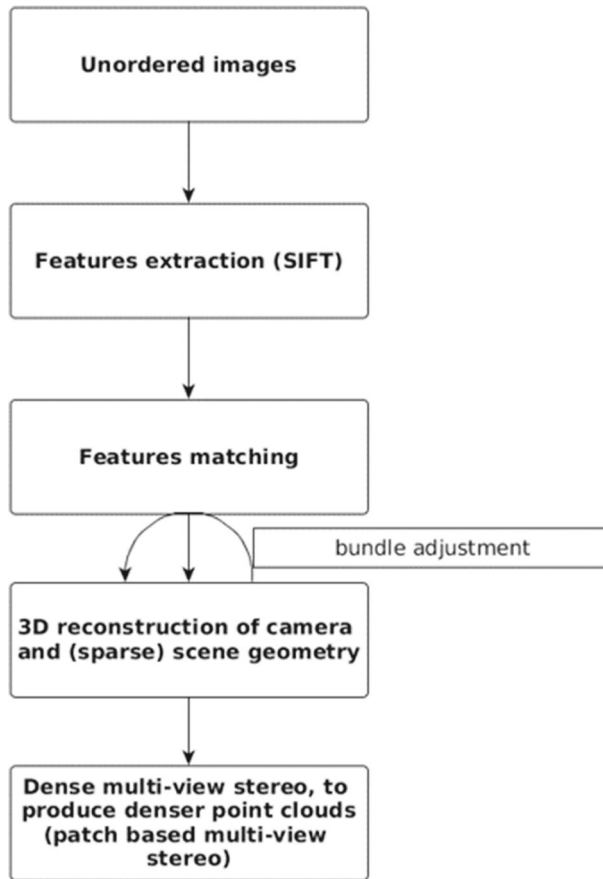 Unordered images
Features extraction (SIFT)
Features matching
bundle adjustment
3D reconstruction of camera
and (sparse) scene geometry
Dense multi-view stereo, to
produce denser point clouds
(patch based multi-view
stereo)